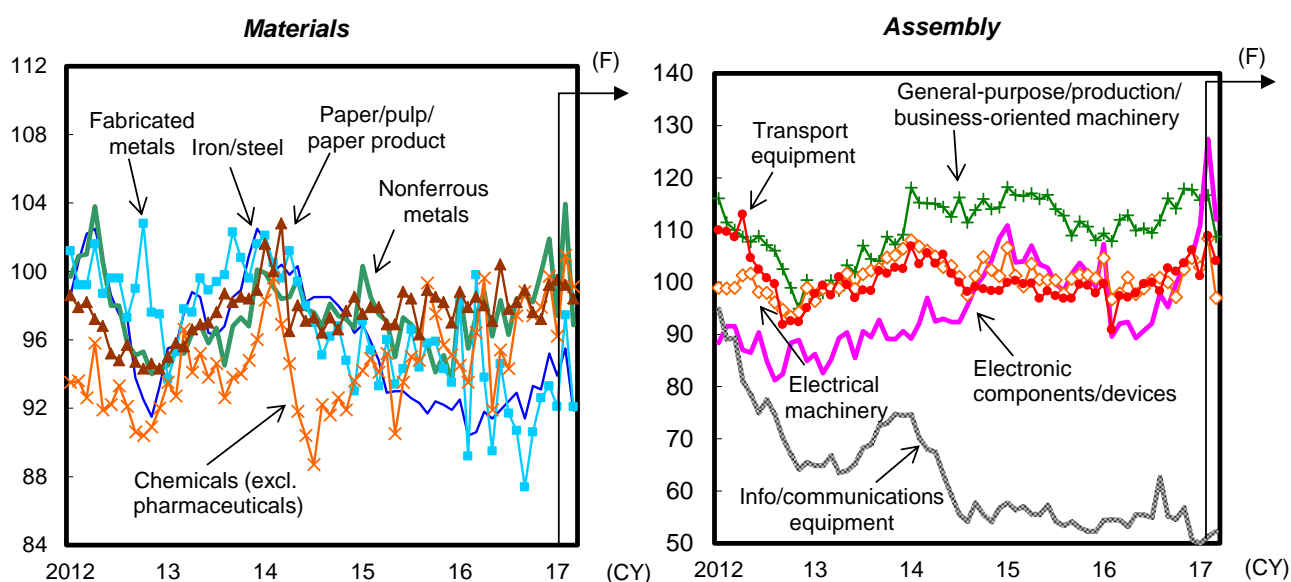 Materials
(F)
112
108
104
100
96
92
88
84
Fabricated
metals
Iron/steel
Paper/pulp/
paper product
Nonferrous
metals
Chemicals (excl.
pharmaceuticals)
2012 13 14 15 16 17 (CY)
Assembly
(F)
140
130
120
110
100
90
80
70
60
50
General-purpose/production/
business-oriented machinery
Transport
equipment
Electrical
machinery
Electronic
components/devices
Info/communications
equipment
2012 13 14 15 16 17 (CY)